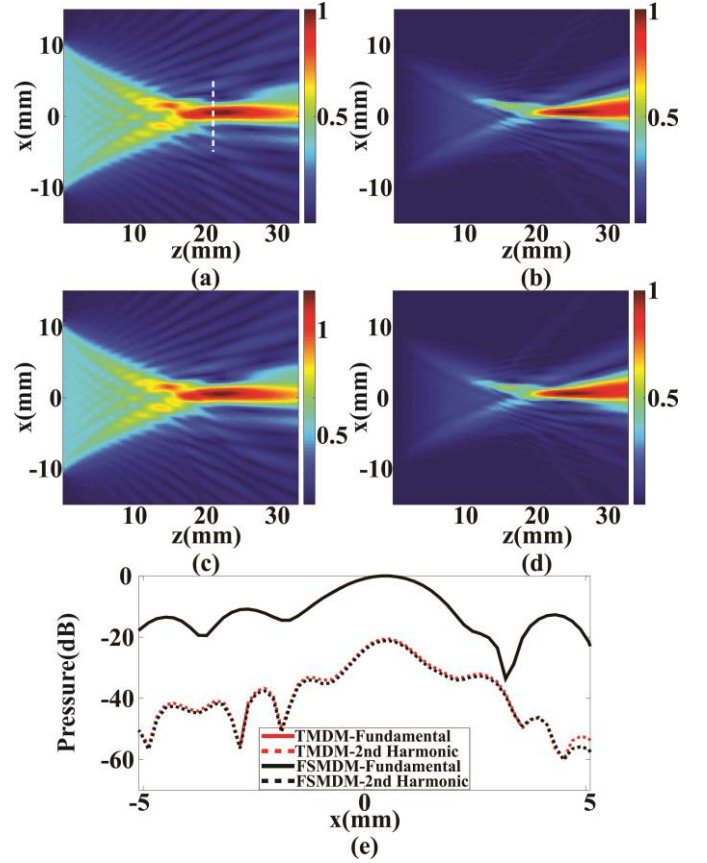 1
10
0
-10
x(mm)
0.5
10 20 30
z(mm)
(a)
1
10
0
-10
x(mm)
0.5
10 20 30
z(mm)
(b)
1
10
0
-10
x(mm)
0.5
10 20 30
z(mm)
(c)
1
10
0
-10
x(mm)
0.5
10 20 30
z(mm)
(d)
Pressure(dB)
0
-20
-40
-60
TMDM-Fundamental
TMDM-2nd Harmonic
FSMDM-Fundamental
FSMDM-2nd Harmonic
-5 0 5
x(mm)
(e)